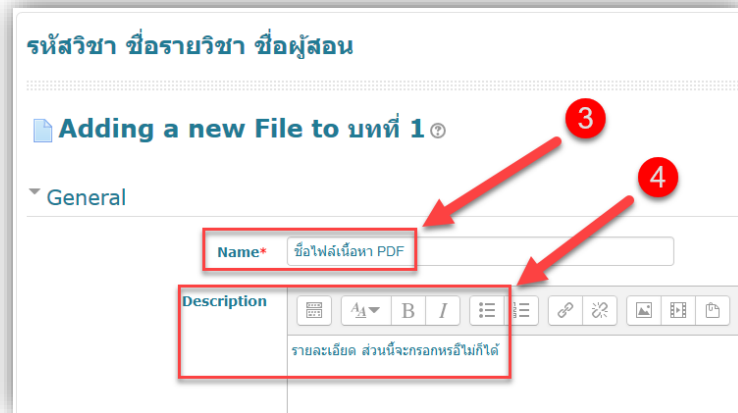 รหัสวิชา ชื่อรายวิชา ชื่อผู้สอน
Adding a new File to บทที่ 1
3
4
General
Name* ชื่อไฟล์เนื้อหา PDF
Description
B I
รายละเอียด ส่วนนี้จะกรอกหรอืไม่ก็ได้